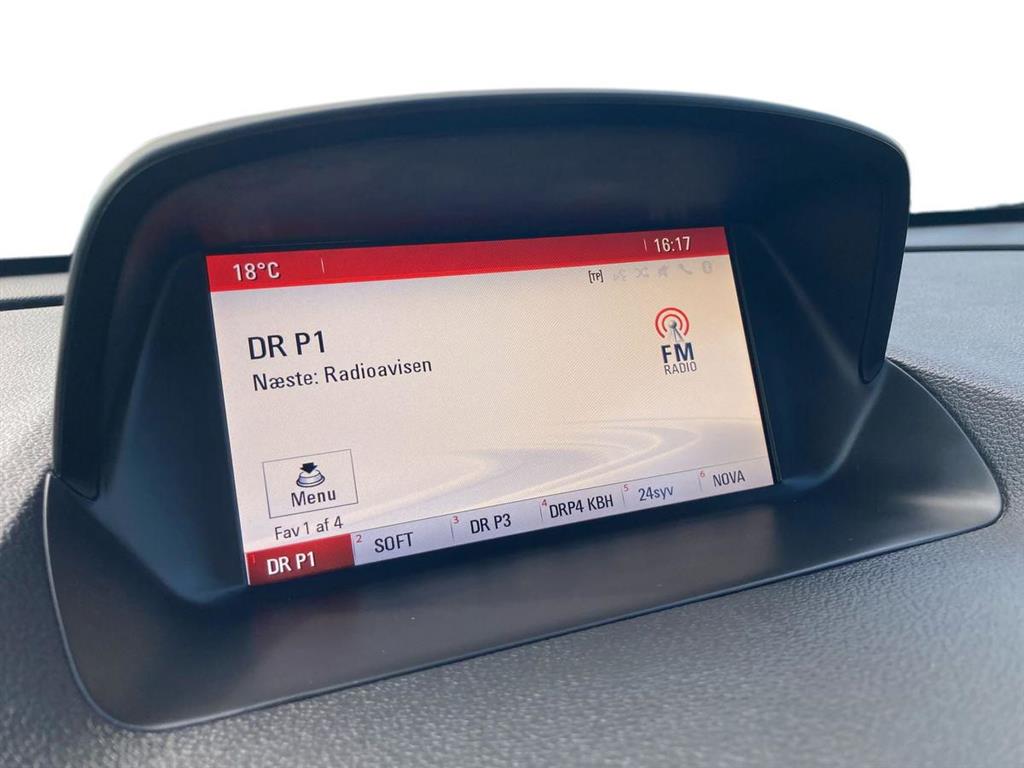 18°C
16:17
[TP]
DR P1
Næste: Radioavisen
FM
RADIO
Menu
Fav 1 af 4
1 DR P1
2 SOFT
3 DR P3
4 DRP4 KBH
5 24syv
6 NOVA